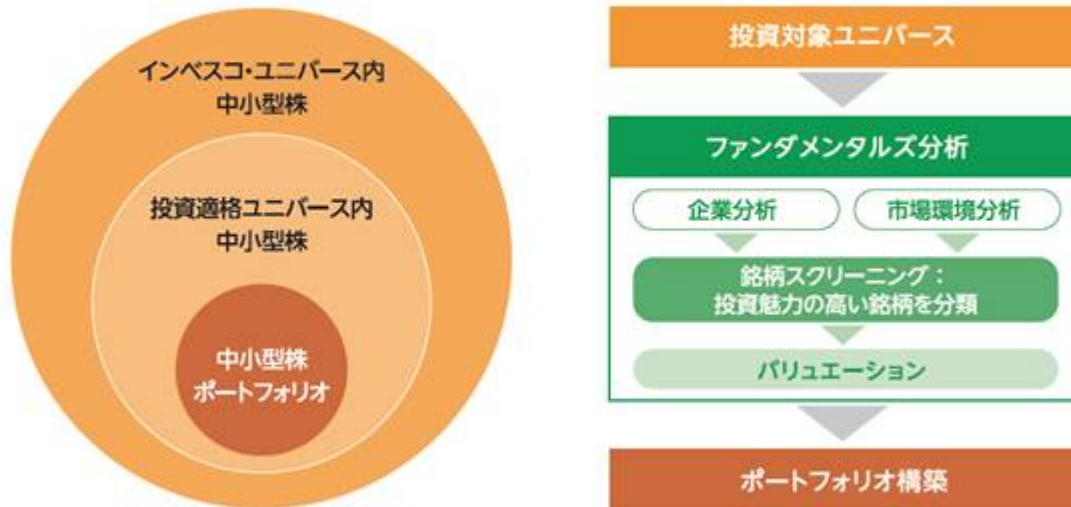 インベスコ・ユニバース内
中小型株
投資適格ユニバース内
中小型株
中小型株
ポートフォリオ
投資対象ユニバース
ファンダメンタルズ分析
企業分析
市場環境分析
銘柄スクリーニング：
投資魅力の高い銘柄を分類
バリュエーション
ポートフォリオ構築